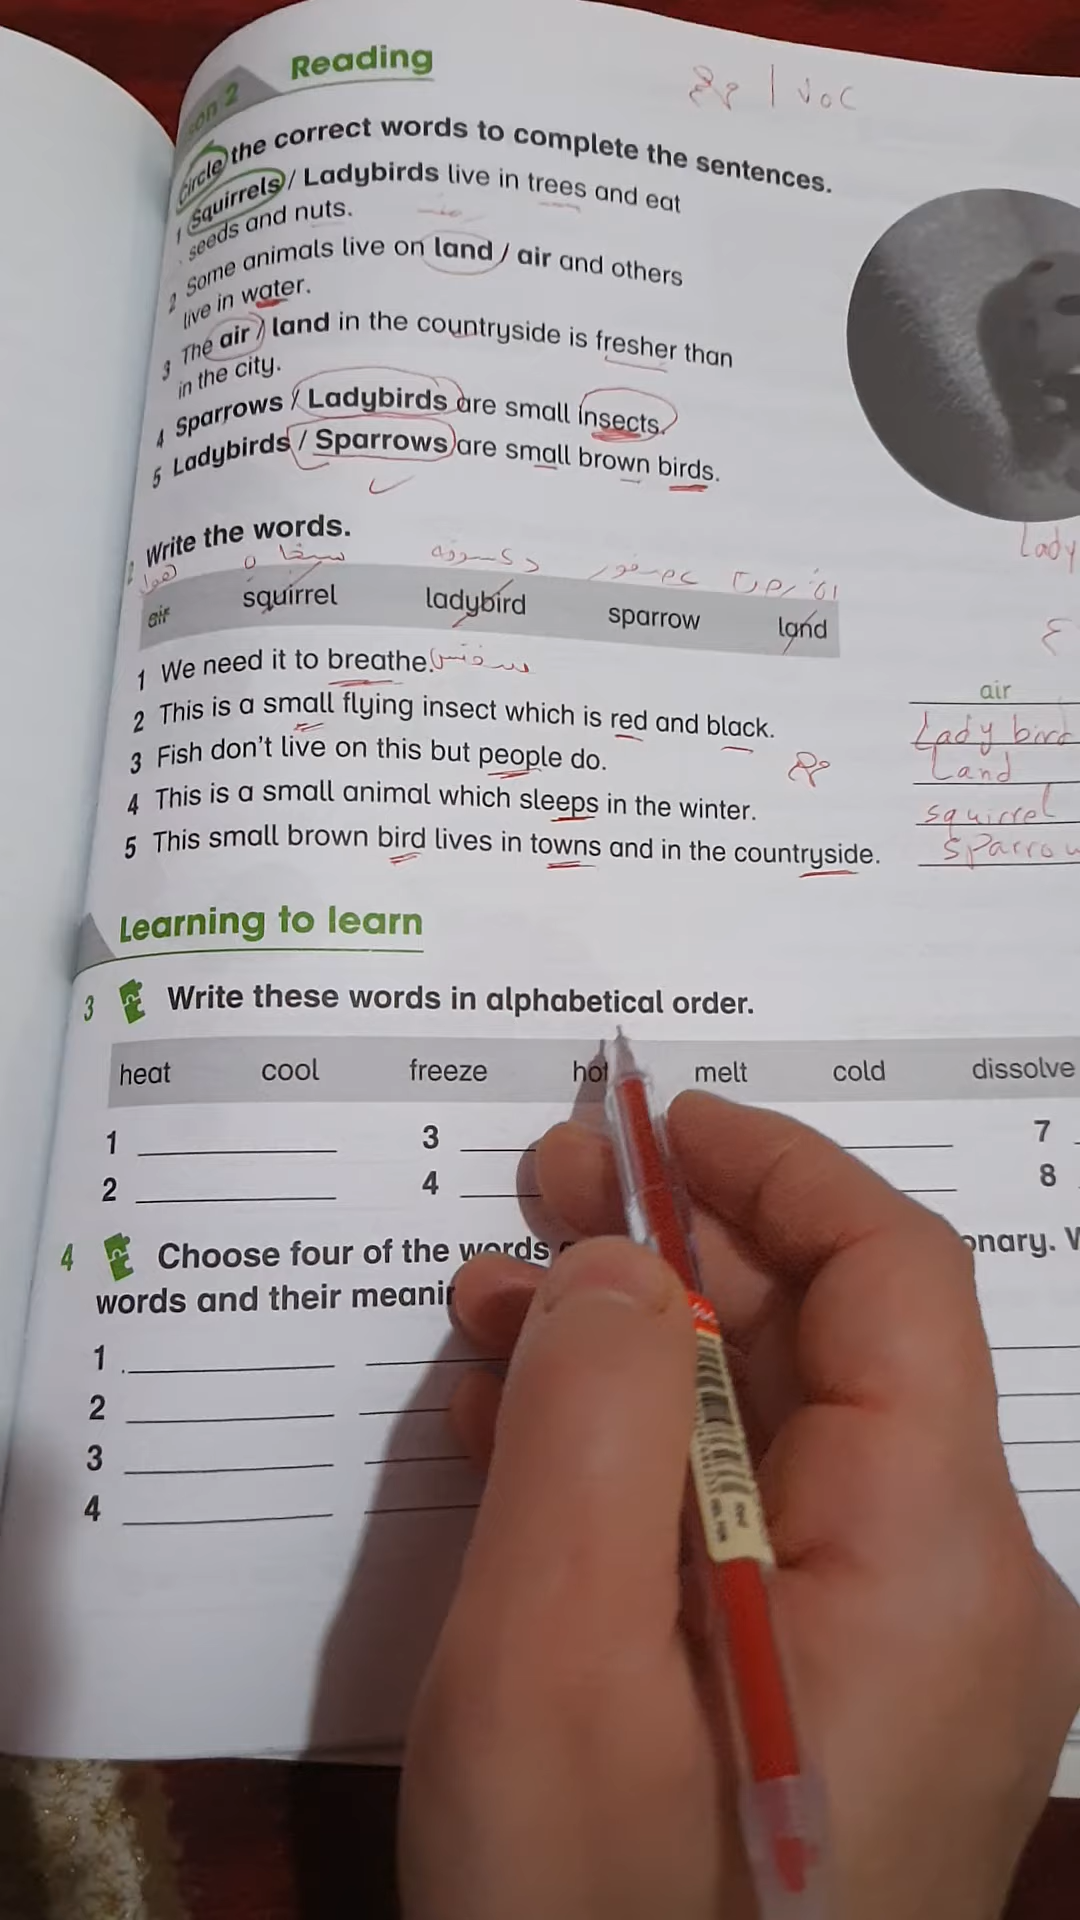 Reading
voc
Circle the correct words to complete the sentences.
1 Squirrels / Ladybirds live in trees and eat
seeds and nuts.
2 Some animals live on land / air and others
live in water.
3 The air / land in the countryside is fresher than
in the city.
4 Sparrows / Ladybirds are small insects.
5 Ladybirds / Sparrows are small brown birds.
Lady
Write the words.
عصفور
air squirrel ladybird sparrow land
1 We need it to breathe. air
2 This is a small flying insect which is red and black. Lady bird
3 Fish don't live on this but people do. Land
4 This is a small animal which sleeps in the winter. squirrel
5 This small brown bird lives in towns and in the countryside. Sparrow
Learning to learn
3 Write these words in alphabetical order.
heat cool freeze hot melt cold dissolve
1 3 7
2 4 8
4 Choose four of the words
words and their
1
2
3
4